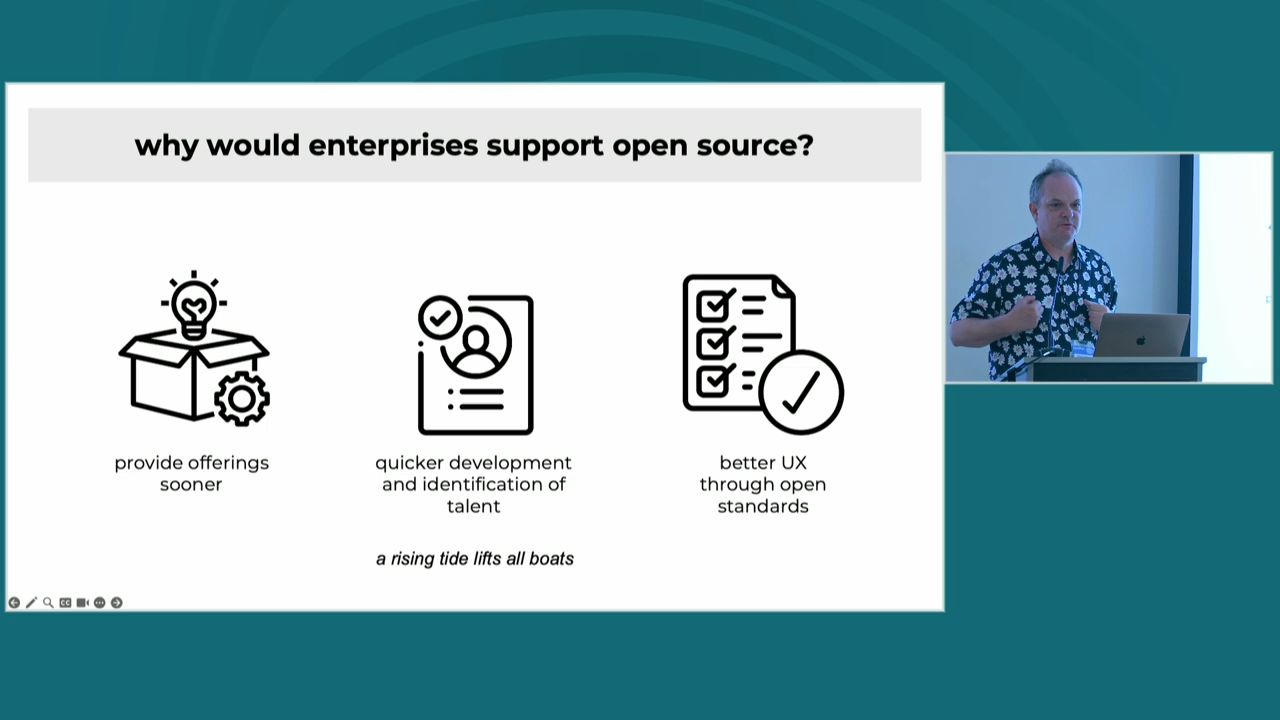 why would enterprises support open source?
provide offerings
sooner
quicker development
and identification of
talent
better UX
through open
standards
a rising tide lifts all boats
CC